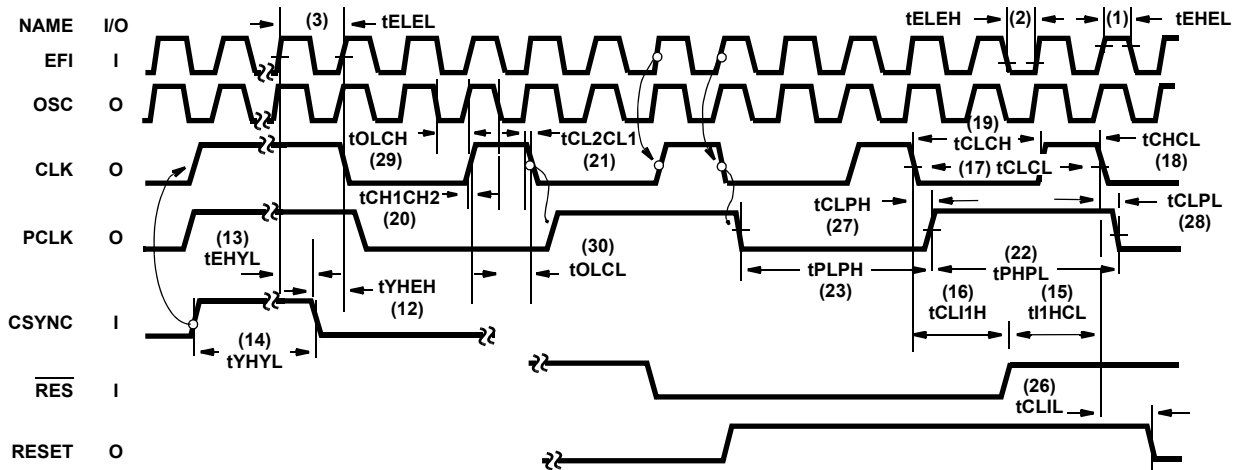 NAME I/O (3) tELEL tELEH (2) (1) tEHEL
EFI I
OSC O
tOLCH (29) tCL2CL1 (21) (19) tCLCH tCHCL (18)
CLK O (17) tCLCL
tCH1CH2 (20) tCLPH (27) tCLPL (28)
PCLK O
(13) tEHYL (30) tOLCL (22) tPHPL
tPLPH (23)
tYHEH (12) (16) tCLI1H (15) tI1HCL
CSYNC I
(14) tYHYL
RES I (26) tCLIL
RESET O